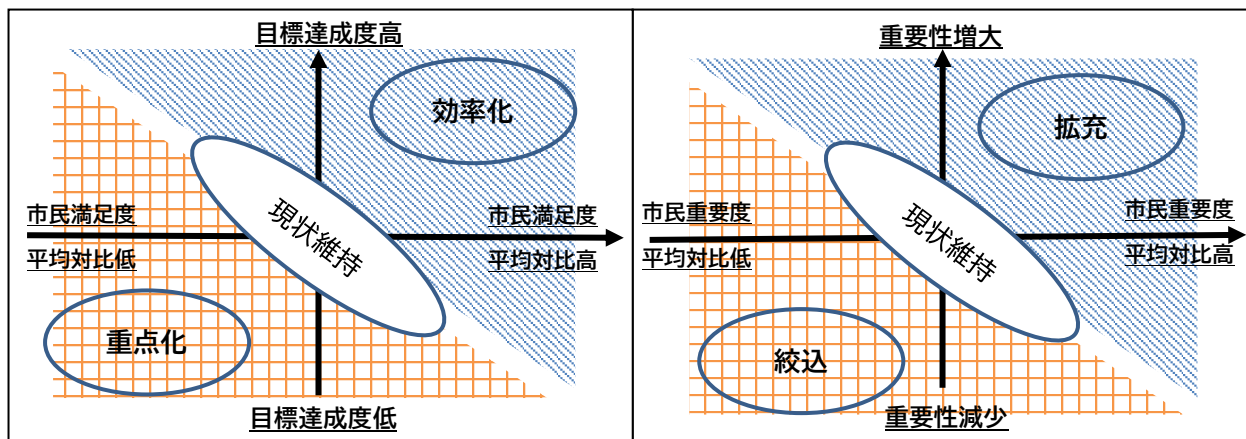 目標達成度高
効率化
市民満足度
平均対比低
現状維持
市民満足度
平均対比高
重点化
目標達成度低
重要性増大
拡充
市民重要度
平均対比低
現状維持
市民重要度
平均対比高
絞込
重要性減少